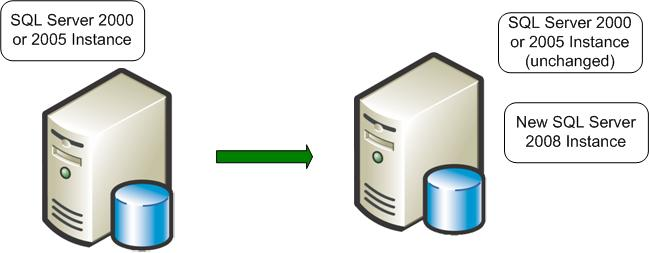 SQL Server 2000
or 2005 Instance
SQL Server 2000
or 2005 Instance
(unchanged)
New SQL Server
2008 Instance